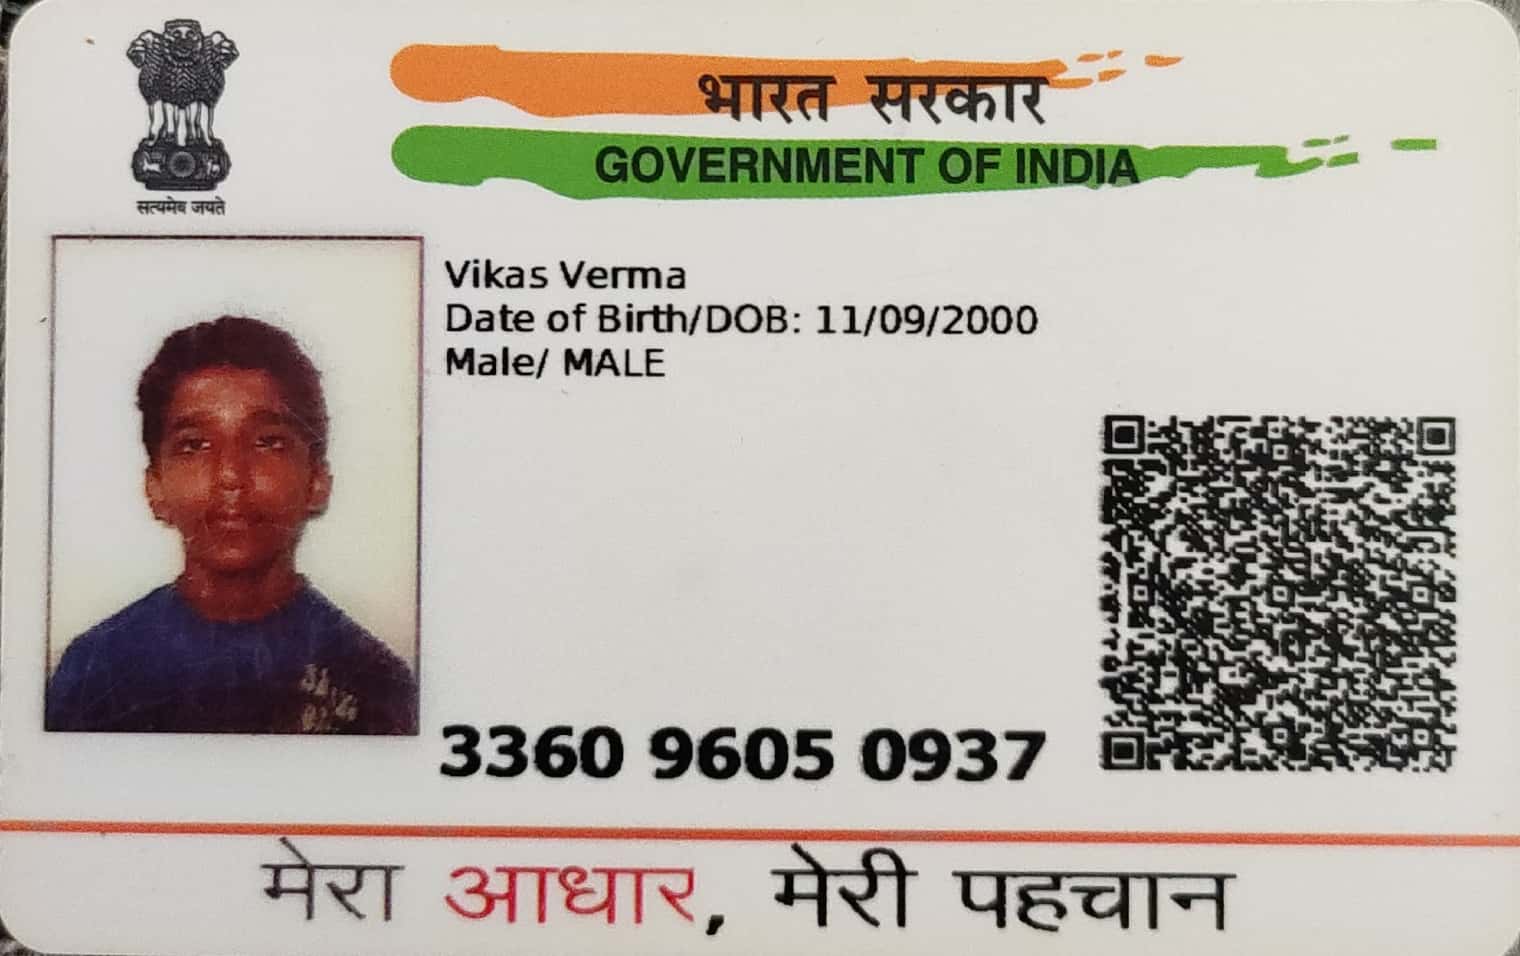 भारत सरकार
GOVERNMENT OF INDIA
सत्यमेव जयते
Vikas Verma
Date of Birth/DOB: 11/09/2000
Male/ MALE
3360 9605 0937
मेरा आधार, मेरी पहचान